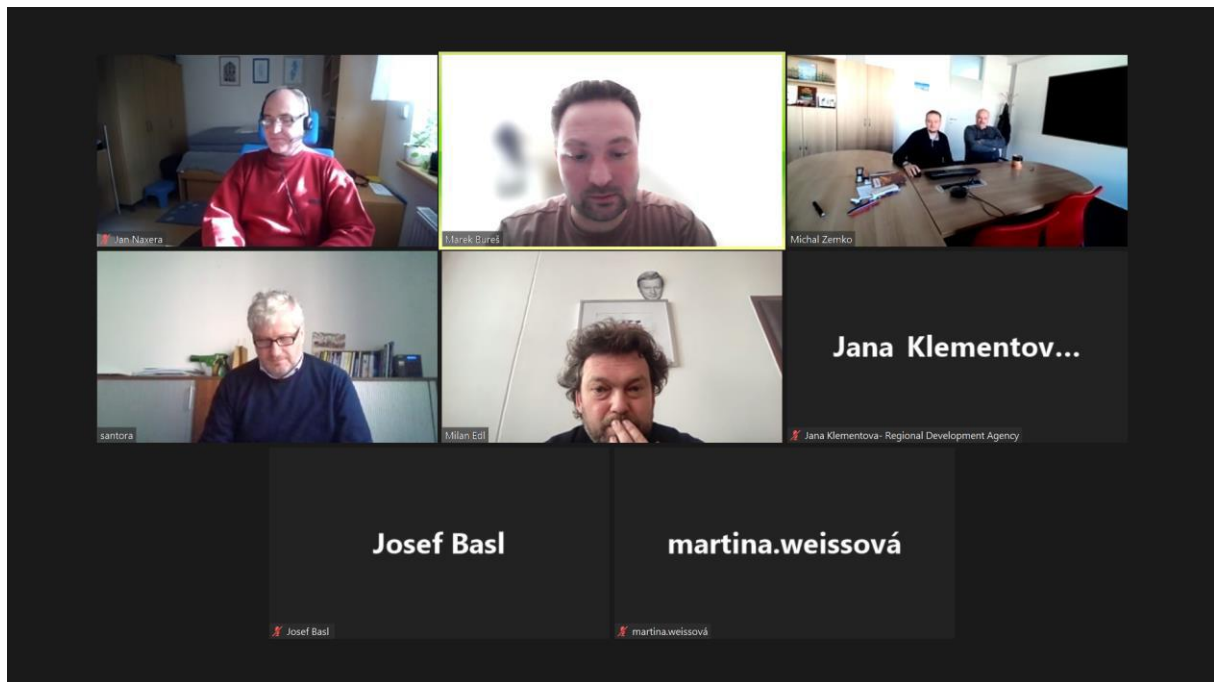 Jan Naxera
Marek Bureš
Michal Zemko
santora
Milan Edl
Jana Klementov...
Jana Klementova- Regional Development Agency
Josef Basl
Josef Basl
martina.weissová
martina.weissová